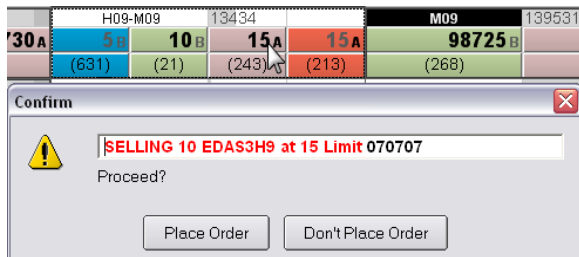 H09-M09 13434 M09 139531
730A 5B 10B 15A 15A 98725B
(631) (21) (243) (213) (268)
Confirm
SELLING 10 EDAS3H9 at 15 Limit 070707
Proceed?
Place Order Don't Place Order